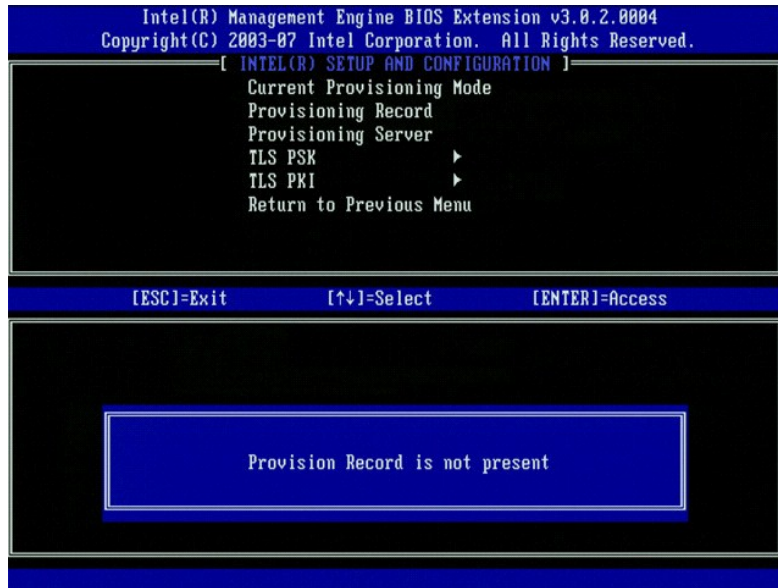 Intel(R) Management Engine BIOS Extension v3.0.2.0004
Copyright(C) 2003-07 Intel Corporation. All Rights Reserved.
[ INTEL(R) SETUP AND CONFIGURATION ]
Current Provisioning Mode
Provisioning Record
Provisioning Server
TLS PSK ►
TLS PKI ►
Return to Previous Menu
[ESC]=Exit [↑↓]=Select [ENTER]=Access
Provision Record is not present